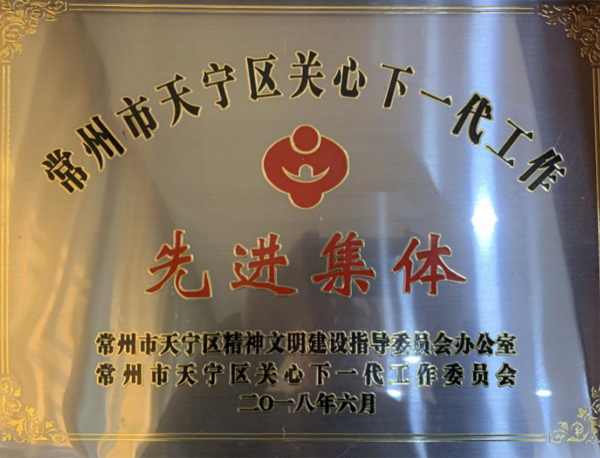 常州市天宁区关心下一代工作
先进集体
常州市天宁区精神文明建设指导委员会办公室
常州市天宁区关心下一代工作委员会
二〇一八年六月